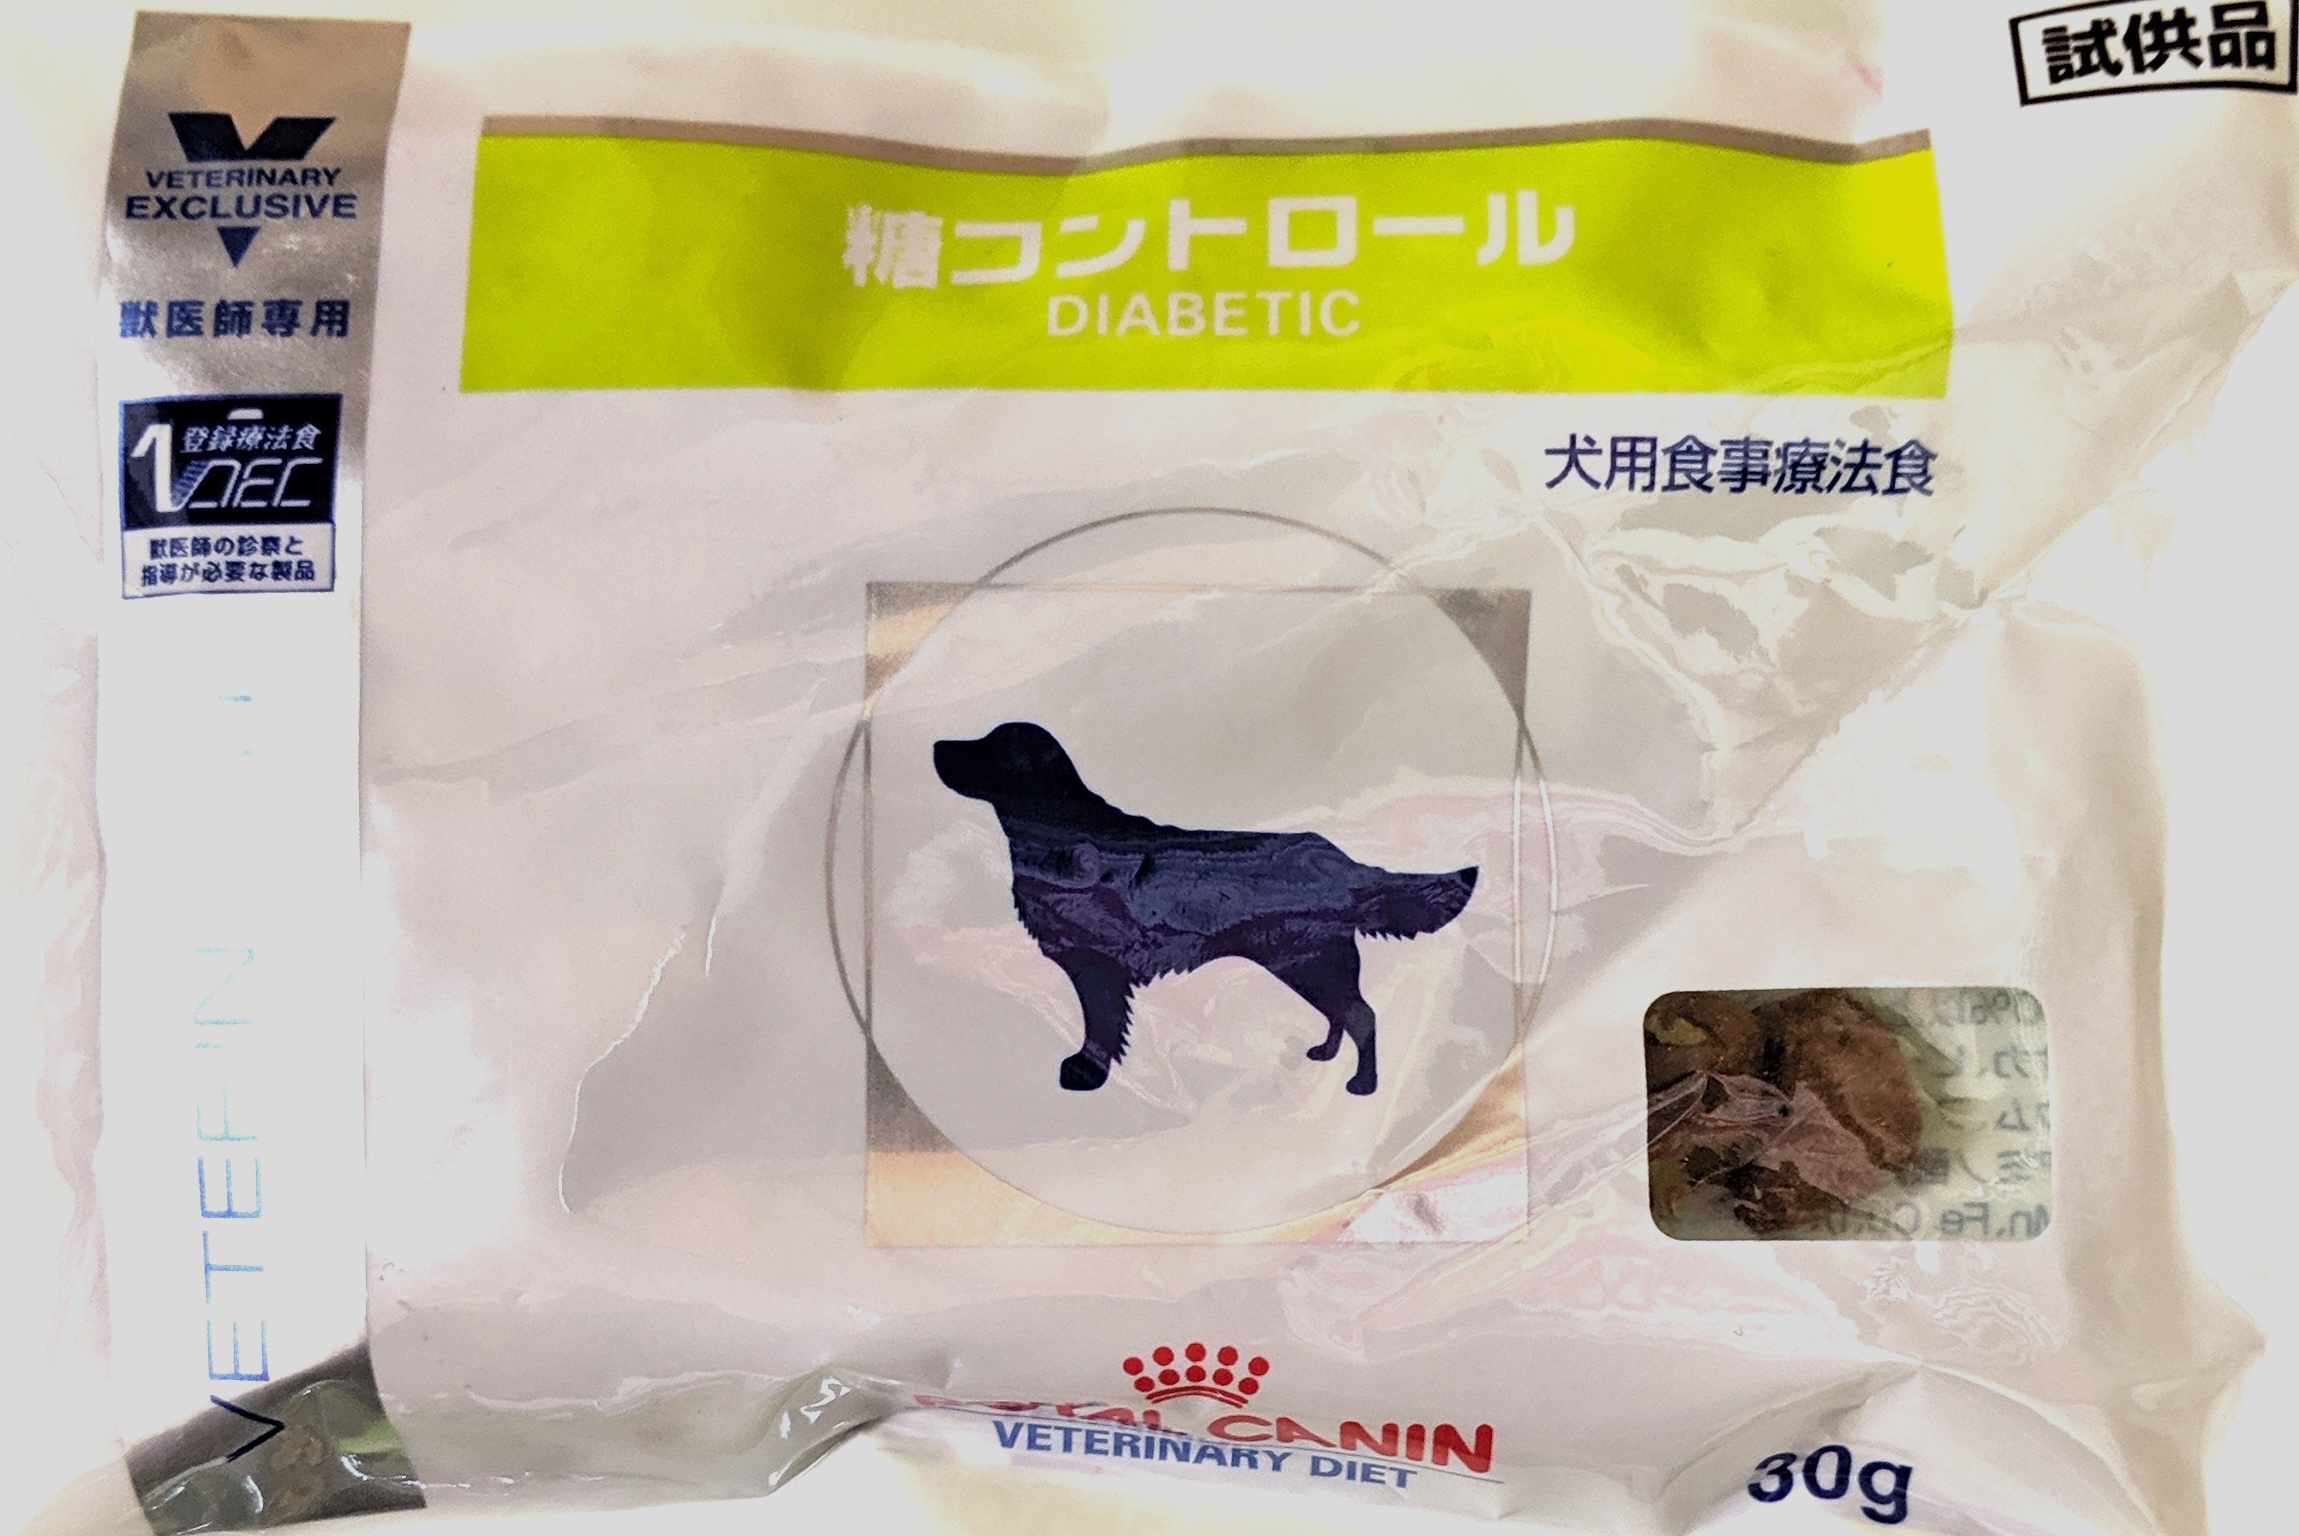 試供品
VETERINARY
EXCLUSIVE
獣医師専用
登録療法食
VDEC
獣医師の診察と
指導が必要な製品
糖コントロール
DIABETIC
犬用食事療法食
ROYAL CANIN
VETERINARY DIET
30g